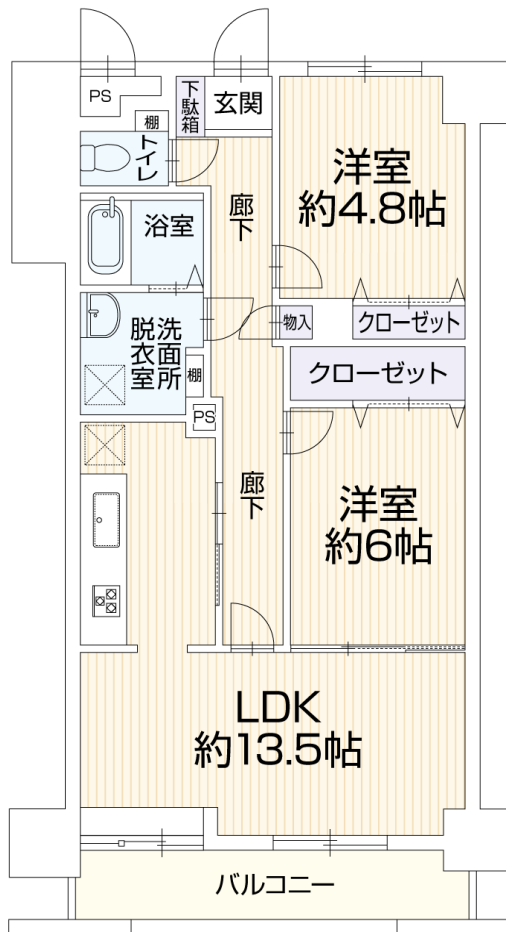 PS
下駄箱
玄関
棚
トイレ
洋室
約4.8帖
廊下
浴室
物入
クローゼット
洗面所
脱衣室
棚
クローゼット
PS
廊下
洋室
約6帖
LDK
約13.5帖
バルコニー